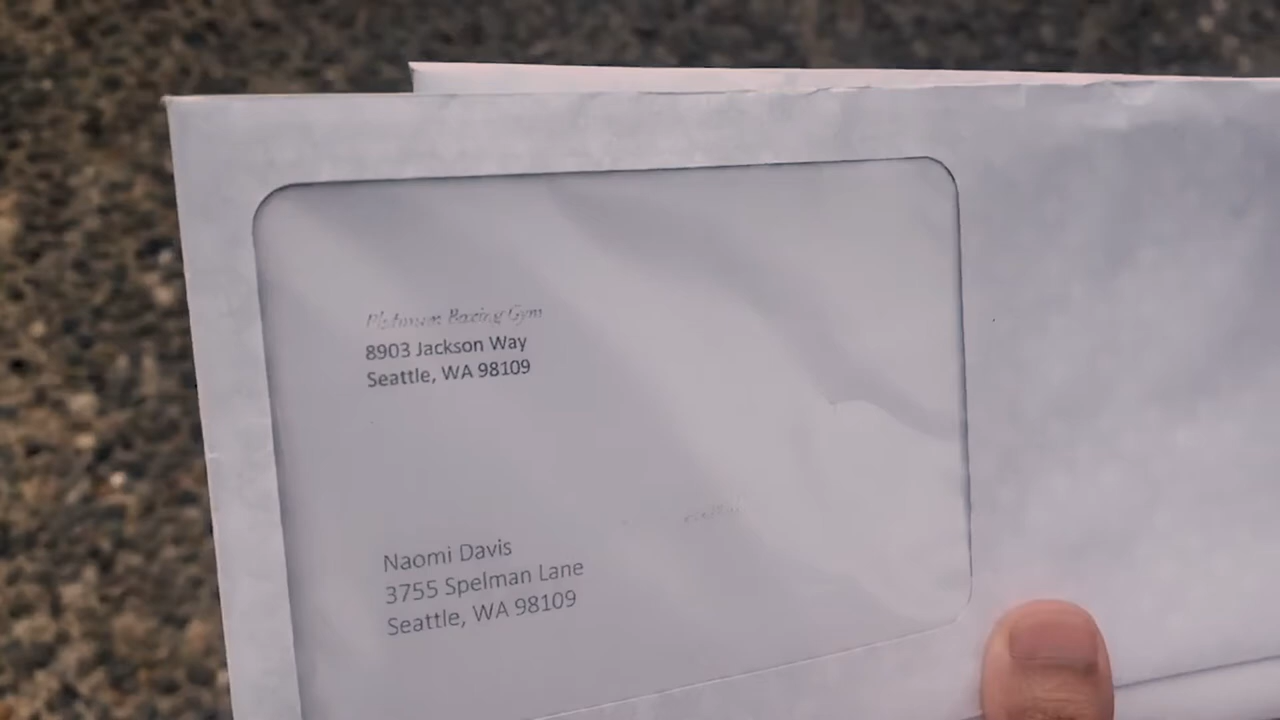 Platinum Boxing Gym
8903 Jackson Way
Seattle, WA 98109
Naomi Davis
3755 Spelman Lane
Seattle, WA 98109